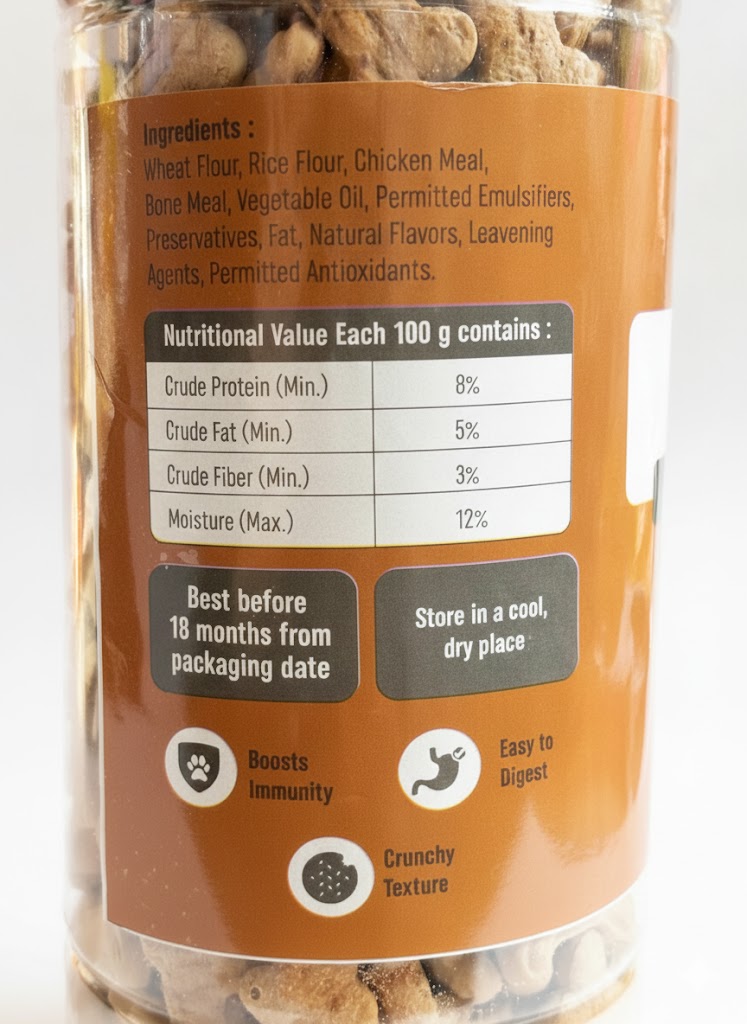 Ingredients :
Wheat Flour, Rice Flour, Chicken Meal,
Bone Meal, Vegetable Oil, Permitted Emulsifiers,
Preservatives, Fat, Natural Flavors, Leavening
Agents, Permitted Antioxidants.
Nutritional Value Each 100 g contains :
Crude Protein (Min.) 8%
Crude Fat (Min.) 5%
Crude Fiber (Min.) 3%
Moisture (Max.) 12%
Best before
18 months from
packaging date
Store in a cool,
dry place
Boosts
Immunity
Easy to
Digest
Crunchy
Texture